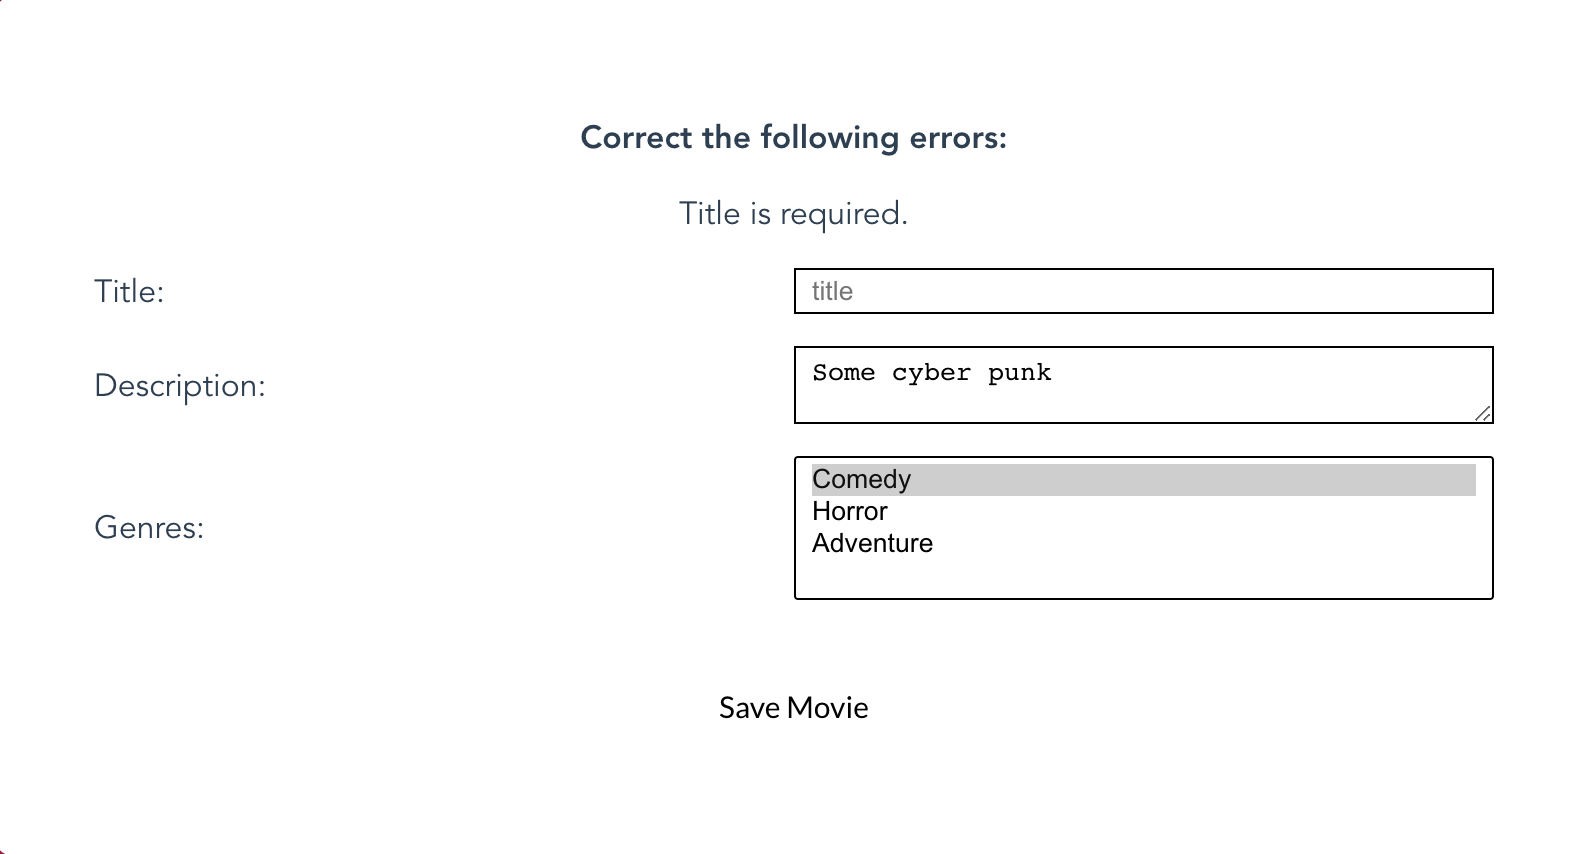 Correct the following errors:
Title is required.
Title:
title
Description:
Some cyber punk
Genres:
Comedy
Horror
Adventure
Save Movie